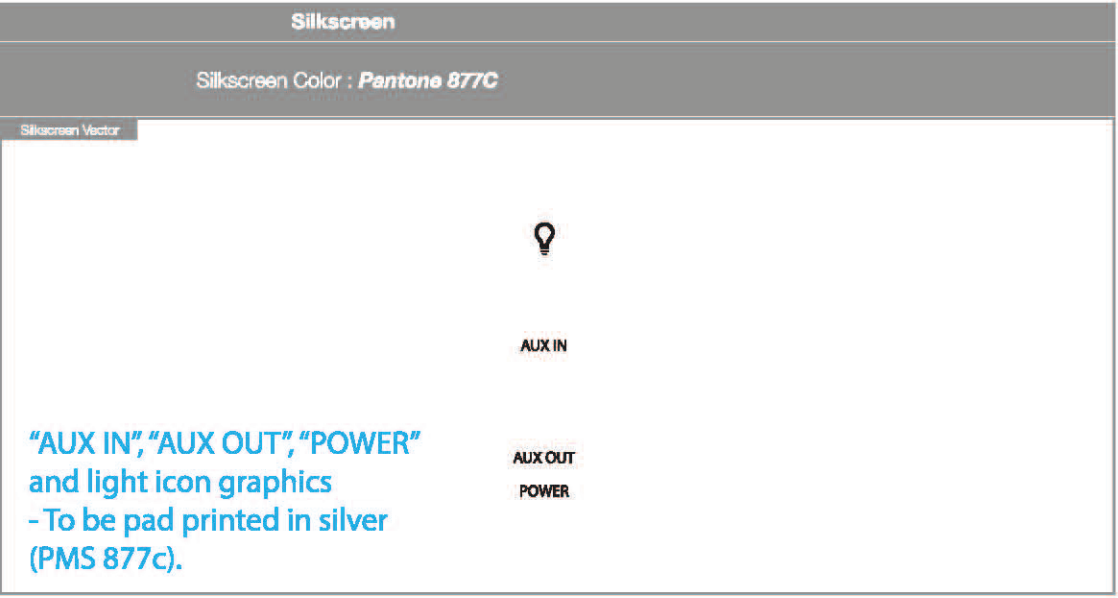 Silkscreen
Silkscreen Color : Pantone 877C
Silkscreen Vector
AUX IN
“AUX IN”, “AUX OUT”, “POWER”
and light icon graphics
- To be pad printed in silver
(PMS 877c).
AUX OUT
POWER